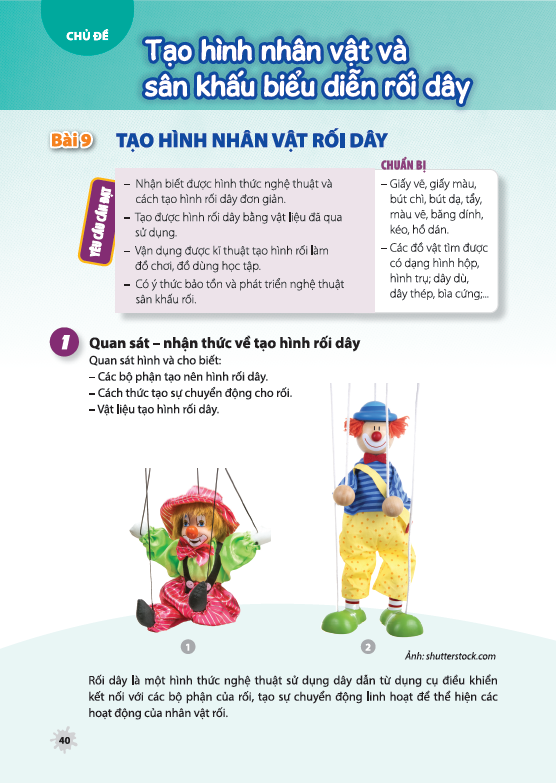 CHỦ ĐỀ
Tạo hình nhân vật và
sân khấu biểu diễn rối dây
Bài 9
TẠO HÌNH NHÂN VẬT RỐI DÂY
YÊU CẦU CẦN ĐẠT
– Nhận biết được hình thức nghệ thuật và
cách tạo hình rối dây đơn giản.
– Tạo được hình rối dây bằng vật liệu đã qua
sử dụng.
– Vận dụng được kĩ thuật tạo hình rối làm
đồ chơi, đồ dùng học tập.
– Có ý thức bảo tồn và phát triển nghệ thuật
sân khấu rối.
CHUẨN BỊ
– Giấy vẽ, giấy màu,
bút chì, bút dạ, tẩy,
màu vẽ, băng dính,
kéo, hồ dán.
– Các đồ vật tìm được
có dạng hình hộp,
hình trụ; dây dù,
dây thép, bìa cứng;...
1
Quan sát – nhận thức về tạo hình rối dây
Quan sát hình và cho biết:
– Các bộ phận tạo nên hình rối dây.
– Cách thức tạo sự chuyển động cho rối.
– Vật liệu tạo hình rối dây.
1
2
Ảnh: shutterstock.com
Rối dây là một hình thức nghệ thuật sử dụng dây dẫn từ dụng cụ điều khiển
kết nối với các bộ phận của rối, tạo sự chuyển động linh hoạt để thể hiện các
hoạt động của nhân vật rối.
40